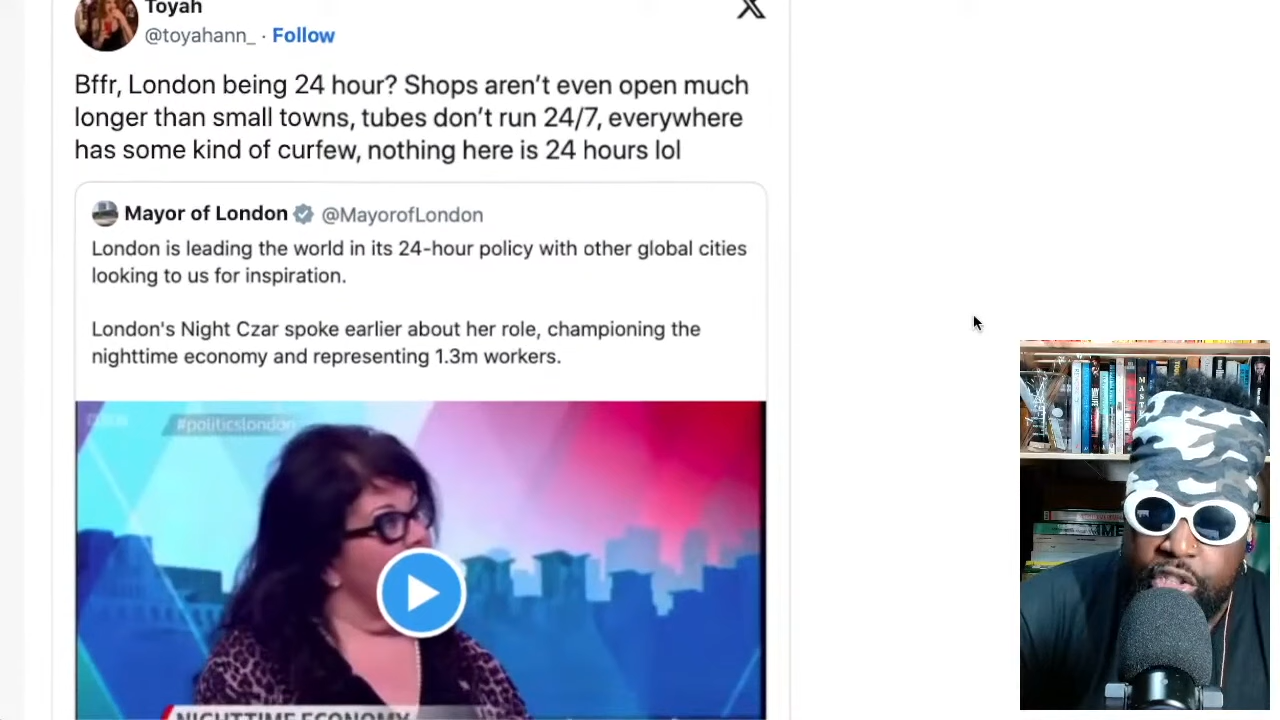 Toyah
@toyahann_ · Follow
Bffr, London being 24 hour? Shops aren’t even open much
longer than small towns, tubes don’t run 24/7, everywhere
has some kind of curfew, nothing here is 24 hours lol
Mayor of London @MayorofLondon
London is leading the world in its 24-hour policy with other global cities
looking to us for inspiration.
London's Night Czar spoke earlier about her role, championing the
nighttime economy and representing 1.3m workers.
#politicslondon
NIGHTTIME ECONOMY